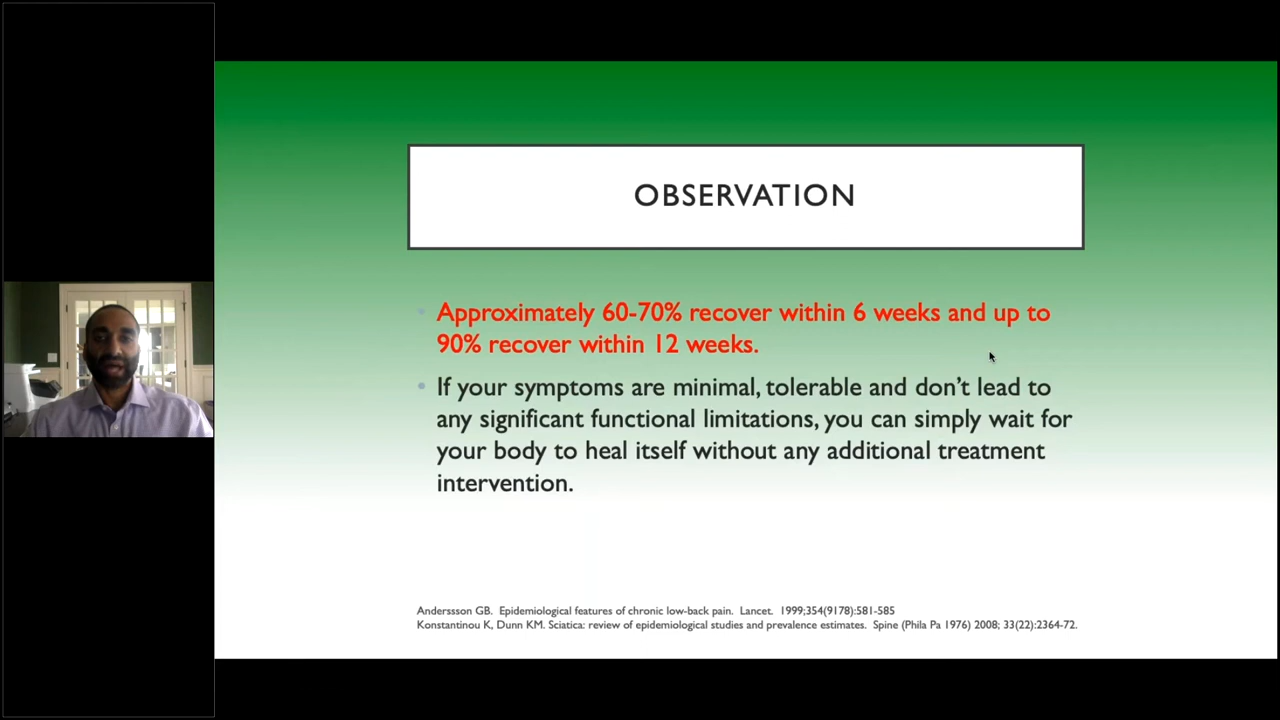 OBSERVATION
• Approximately 60-70% recover within 6 weeks and up to
90% recover within 12 weeks.
• If your symptoms are minimal, tolerable and don’t lead to
any significant functional limitations, you can simply wait for
your body to heal itself without any additional treatment
intervention.
Anderssson GB. Epidemiological features of chronic low-back pain. Lancet. 1999;354(9178):581-585
Konstantinou K, Dunn KM. Sciatica: review of epidemiological studies and prevalence estimates. Spine (Phila Pa 1976) 2008; 33(22):2364-72.